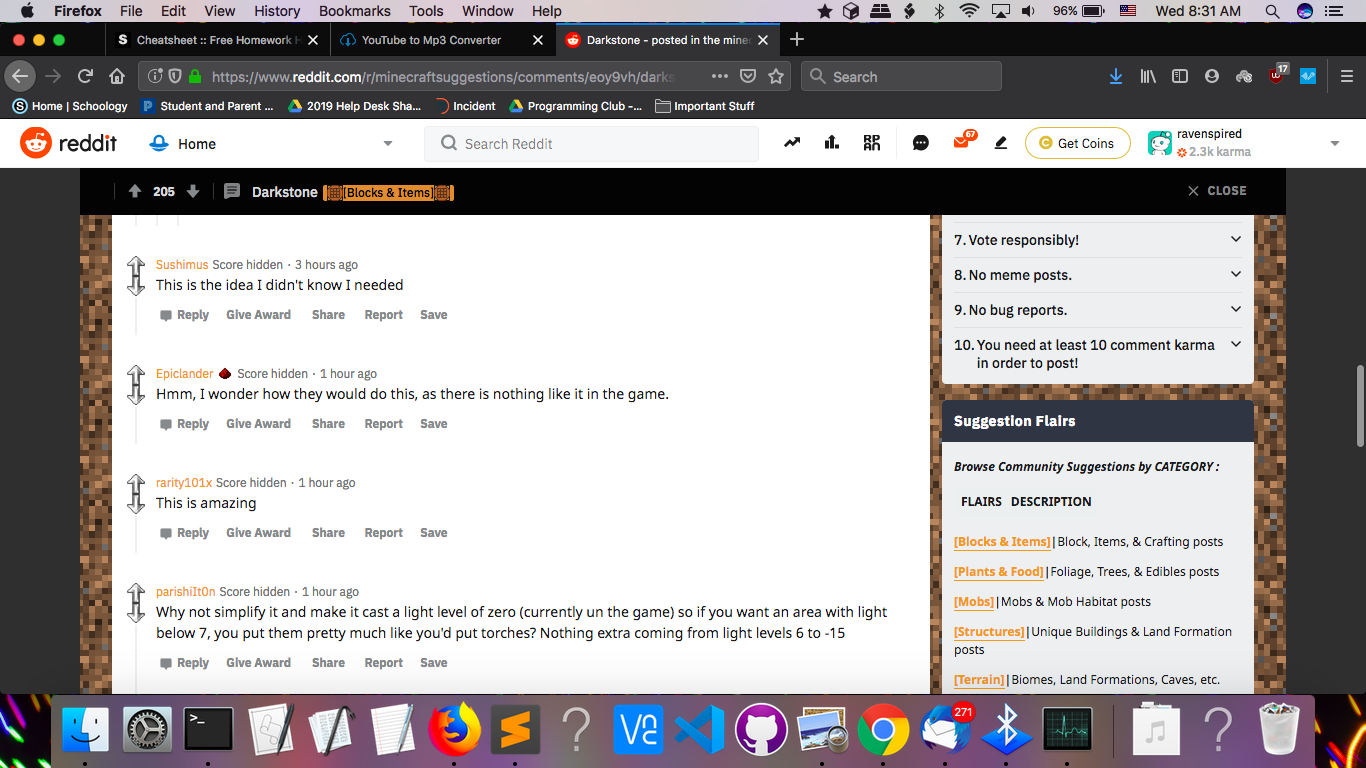 Firefox File Edit View History Bookmarks Tools Window Help 96% Wed 8:31 AM
S Cheatsheet :: Free Homework H YouTube to Mp3 Converter Darkstone - posted in the mine
https://www.reddit.com/r/minecraftsuggestions/comments/eoy9vh/darks Search 17
Home | Schoology Student and Parent ... 2019 Help Desk Sha... Incident Programming Club -... Important Stuff
reddit Home Search Reddit 67 Get Coins ravenspired
2.3k karma
205 Darkstone [Blocks & Items] CLOSE
Sushimus Score hidden · 3 hours ago
This is the idea I didn't know I needed
Reply Give Award Share Report Save
Epiclander Score hidden · 1 hour ago
Hmm, I wonder how they would do this, as there is nothing like it in the game.
Reply Give Award Share Report Save
rarity101x Score hidden · 1 hour ago
This is amazing
Reply Give Award Share Report Save
parishiIt0n Score hidden · 1 hour ago
Why not simplify it and make it cast a light level of zero (currently un the game) so if you want an area with light
below 7, you put them pretty much like you'd put torches? Nothing extra coming from light levels 6 to -15
Reply Give Award Share Report Save
7. Vote responsibly!
8. No meme posts.
9. No bug reports.
10. You need at least 10 comment karma
in order to post!
Suggestion Flairs
Browse Community Suggestions by CATEGORY :
FLAIRS DESCRIPTION
[Blocks & Items]|Block, Items, & Crafting posts
[Plants & Food]|Foliage, Trees, & Edibles posts
[Mobs]|Mobs & Mob Habitat posts
[Structures]|Unique Buildings & Land Formation
posts
[Terrain]|Biomes, Land Formations, Caves, etc.
271